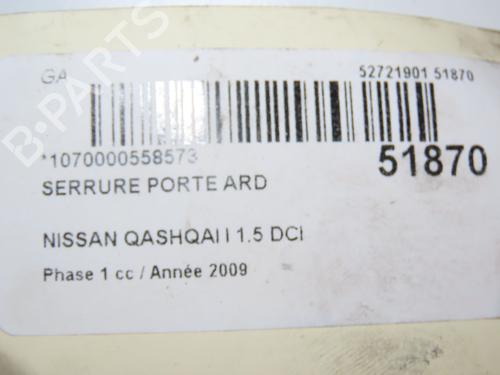 GA
52721901 51870
*1070000558573
51870
SERRURE PORTE ARD
NISSAN QASHQAI I 1.5 DCI
Phase 1 cc / Année 2009
B-PARTS